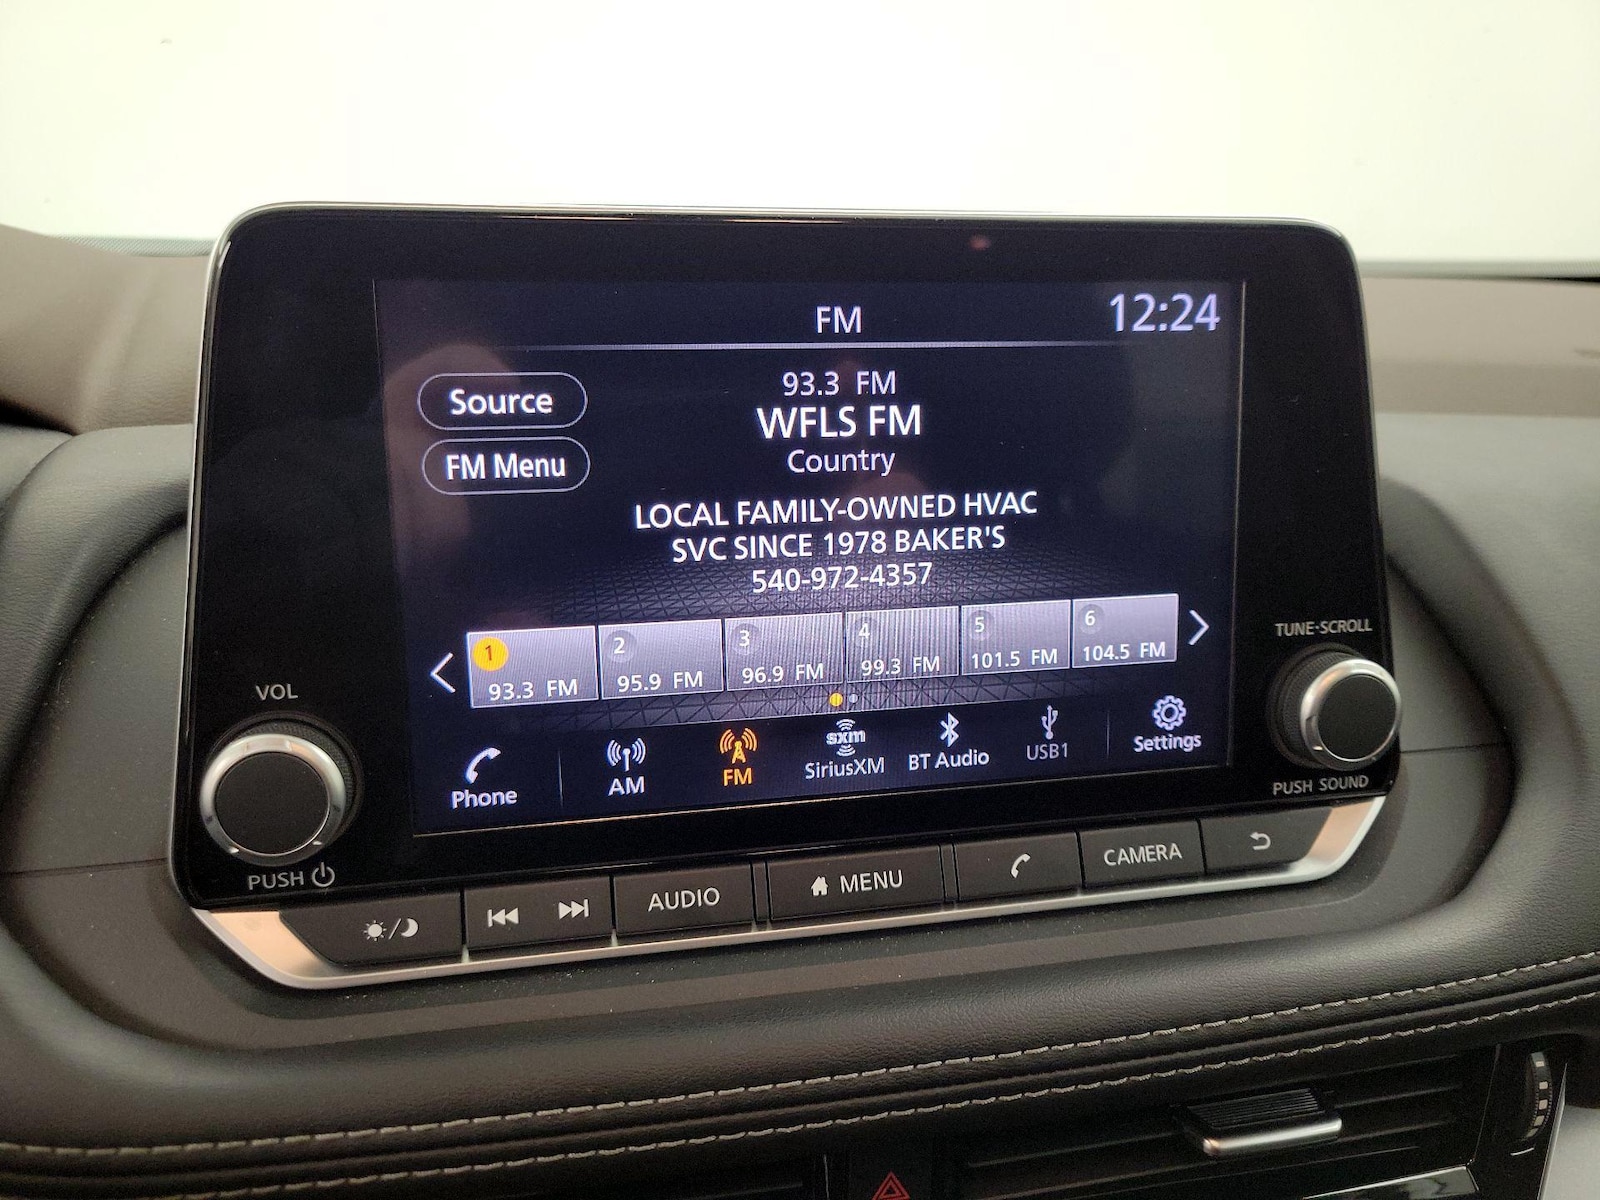 FM
12:24
Source
FM Menu
93.3 FM
WFLS FM
Country
LOCAL FAMILY-OWNED HVAC
SVC SINCE 1978 BAKER'S
540-972-4357
1
93.3 FM
2
95.9 FM
3
96.9 FM
4
99.3 FM
5
101.5 FM
6
104.5 FM
Phone
AM
FM
sxm
SiriusXM
BT Audio
USB1
Settings
VOL
PUSH
TUNE·SCROLL
PUSH SOUND
AUDIO
MENU
CAMERA